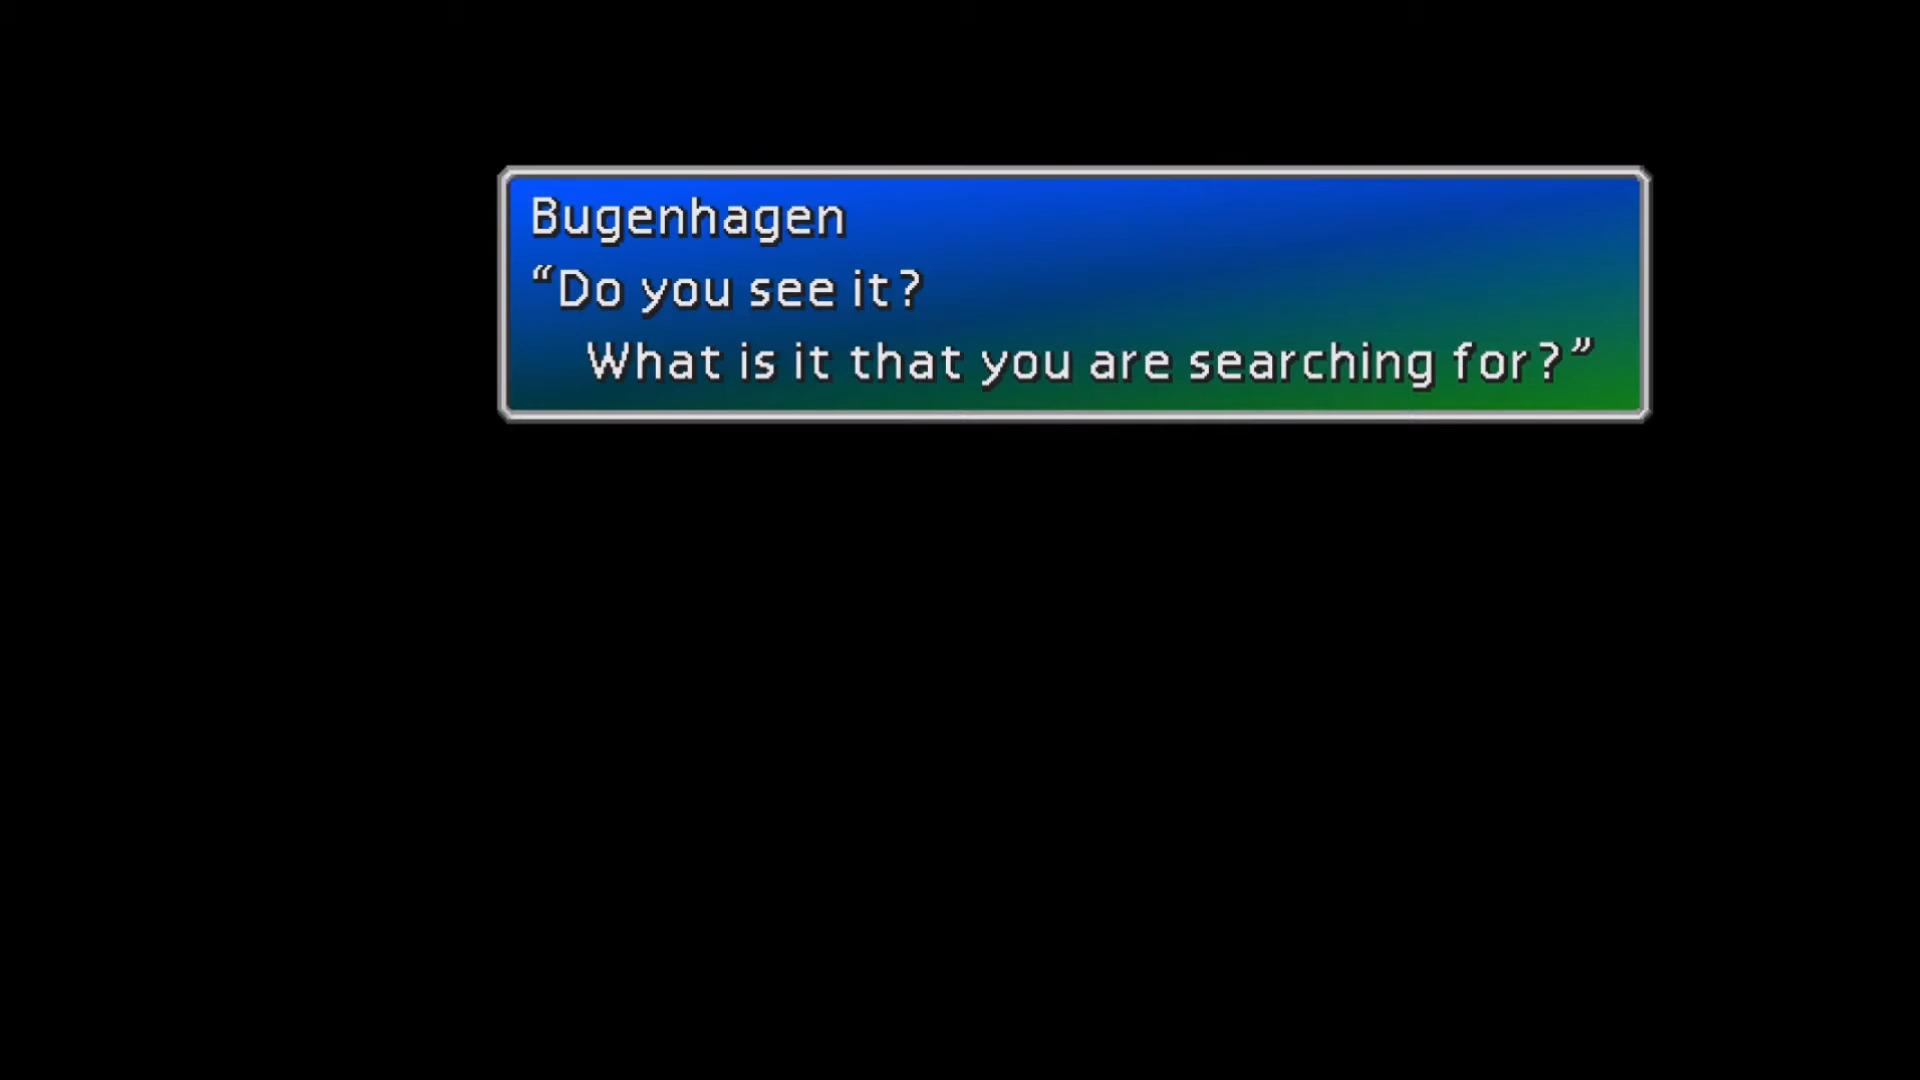 Bugenhagen
“Do you see it?
What is it that you are searching for?”